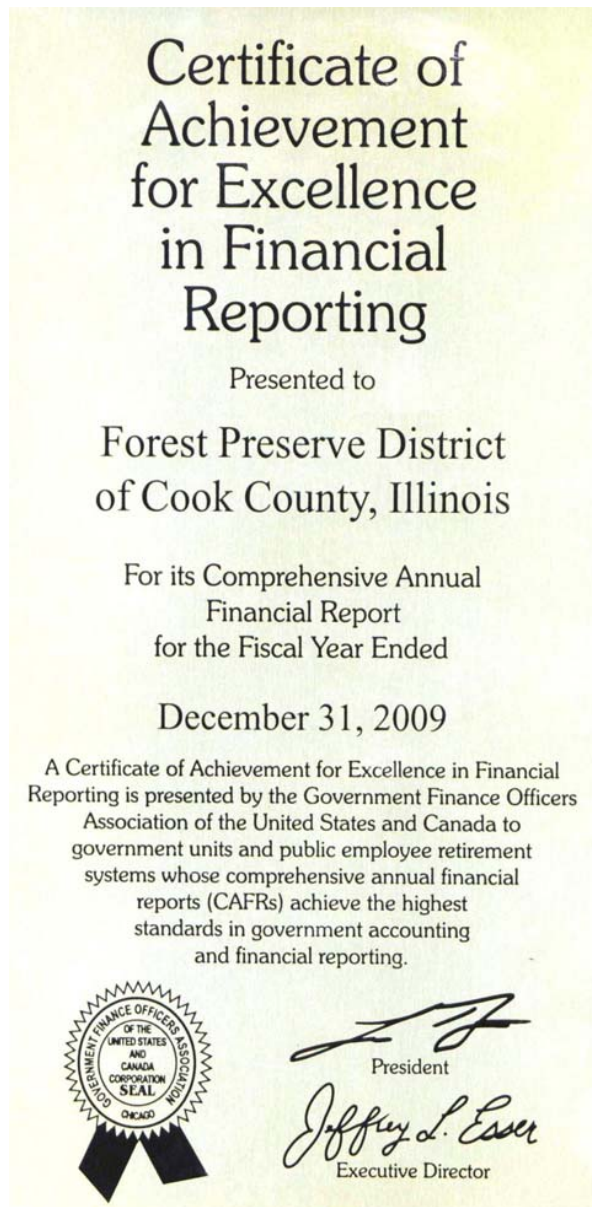 Certificate of
Achievement
for Excellence
in Financial
Reporting
Presented to
Forest Preserve District
of Cook County, Illinois
For its Comprehensive Annual
Financial Report
for the Fiscal Year Ended
December 31, 2009
A Certificate of Achievement for Excellence in Financial
Reporting is presented by the Government Finance Officers
Association of the United States and Canada to
government units and public employee retirement
systems whose comprehensive annual financial
reports (CAFRs) achieve the highest
standards in government accounting
and financial reporting.
GOVERNMENT FINANCE OFFICERS ASSOCIATION
OF THE
UNITED STATES
AND
CANADA
CORPORATION
SEAL
CHICAGO
President
Jeffrey L. Esser
Executive Director